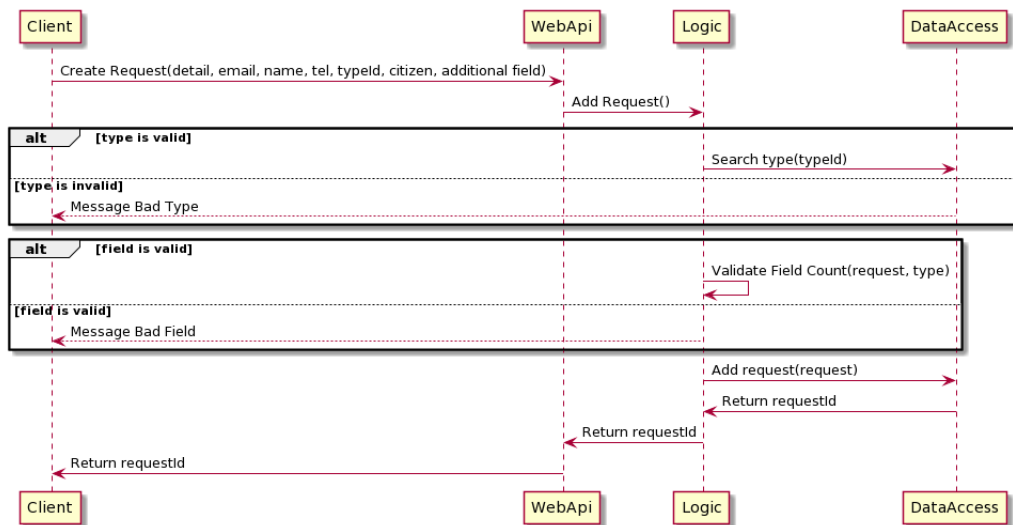 Client WebApi Logic DataAccess
Create Request(detail, email, name, tel, typeId, citizen, additional field)
Add Request()
alt [type is valid]
Search type(typeId)
[type is invalid]
Message Bad Type
alt [field is valid]
Validate Field Count(request, type)
[field is valid]
Message Bad Field
Add request(request)
Return requestId
Return requestId
Return requestId
Client WebApi Logic DataAccess